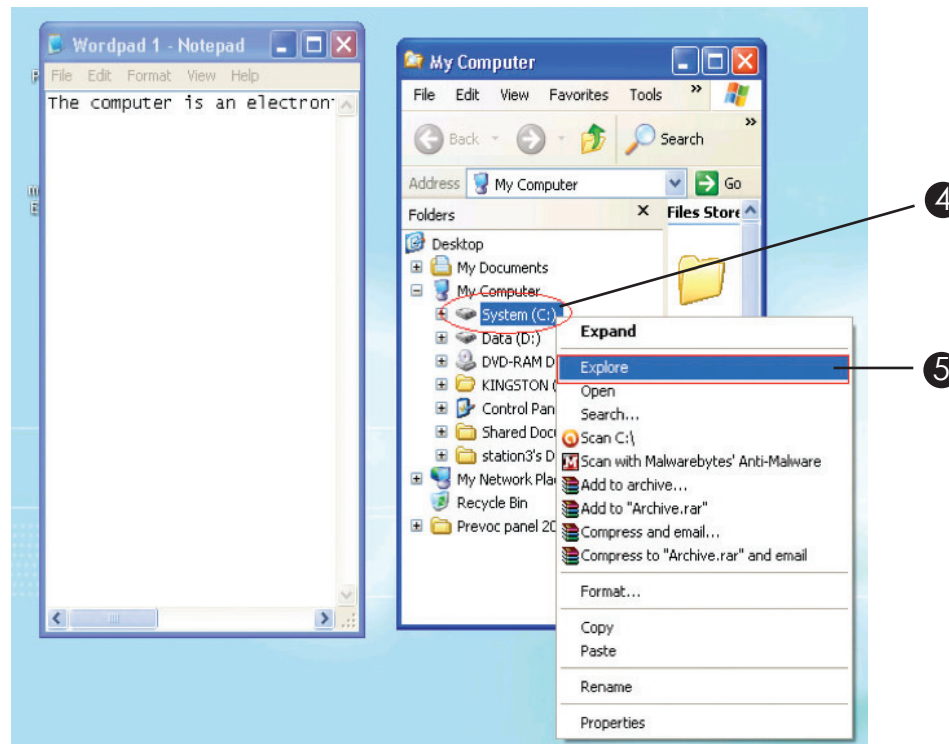 Wordpad 1 - Notepad
File Edit Format View Help
The computer is an electron
My Computer
File Edit View Favorites Tools »
Back Search »
Address My Computer Go
Folders X Files Store
Desktop
My Documents
My Computer
System (C:)
Data (D:)
DVD-RAM D
KINGSTON (
Control Pan
Shared Doc
station3's D
My Network Pla
Recycle Bin
Prevoc panel 20
4
Expand
Explore
5
Open
Search...
Scan C:\
Scan with Malwarebytes' Anti-Malware
Add to archive...
Add to "Archive.rar"
Compress and email...
Compress to "Archive.rar" and email
Format...
Copy
Paste
Rename
Properties